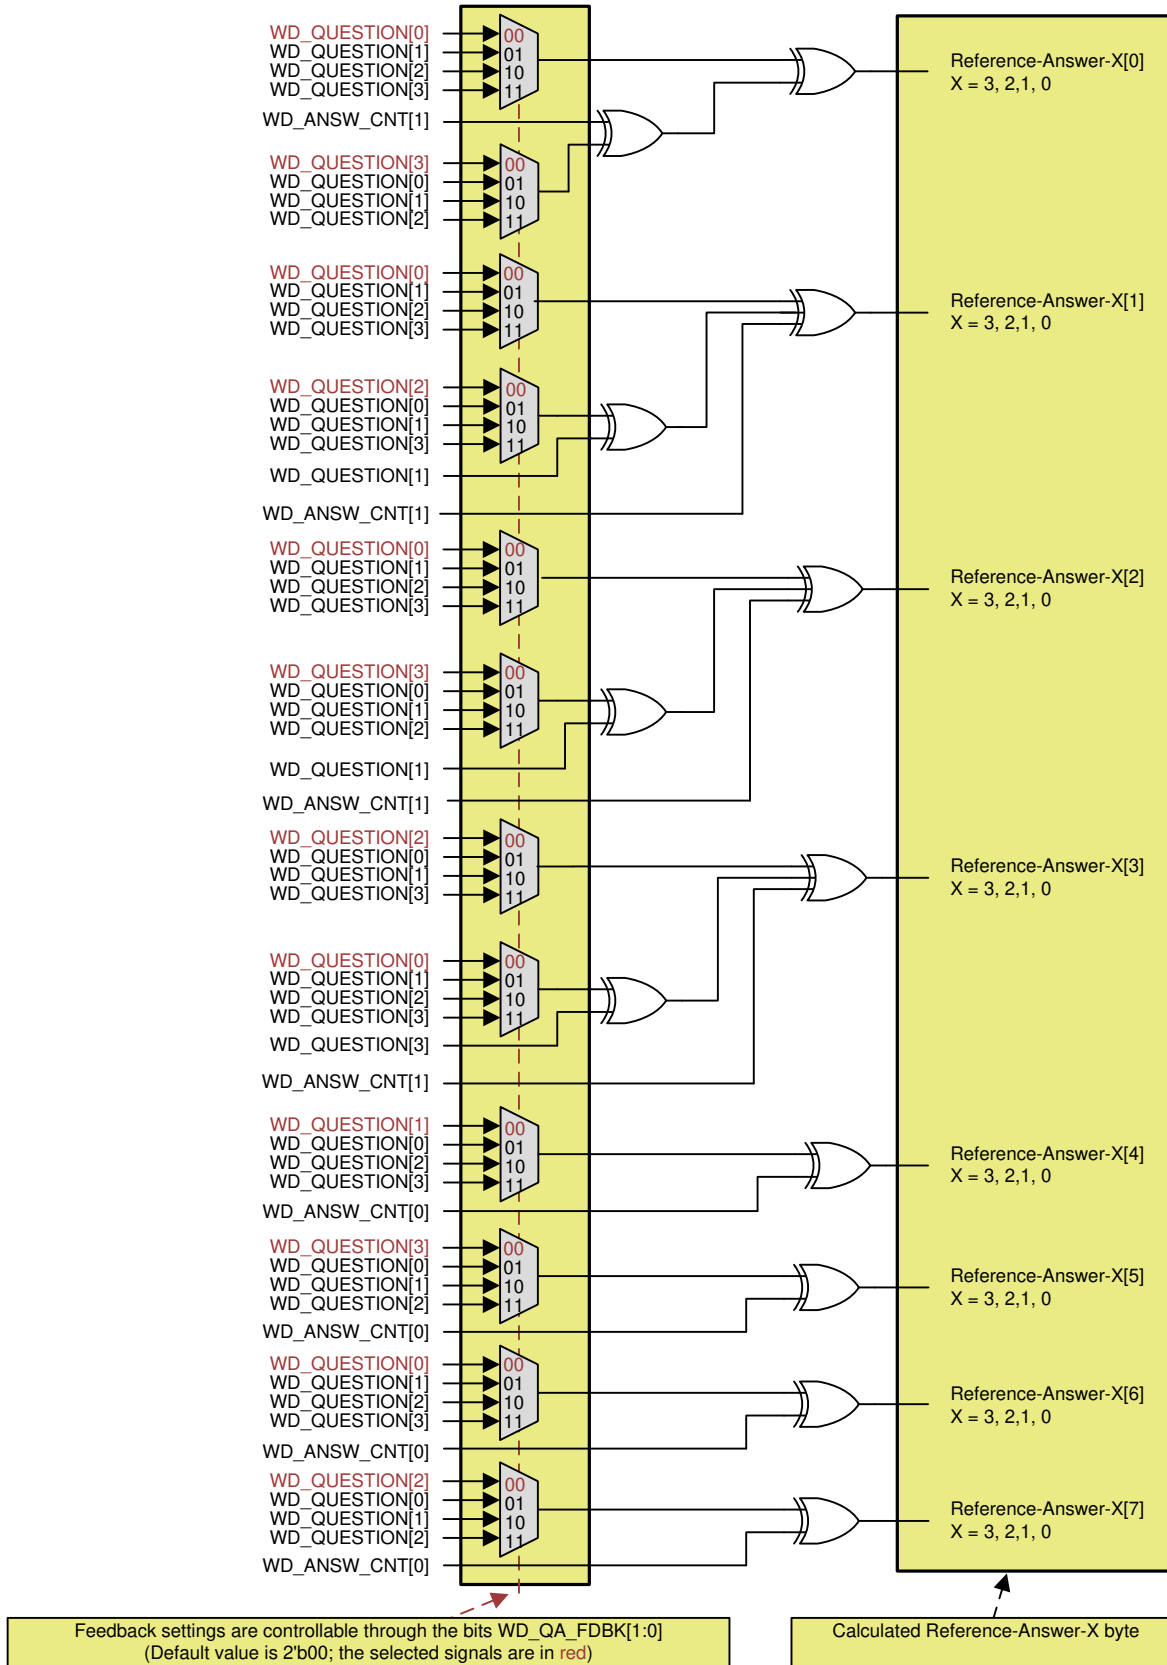 WD_QUESTION[0]
WD_QUESTION[1]
WD_QUESTION[2]
WD_QUESTION[3]
00
01
10
11
WD_ANSW_CNT[1]
WD_QUESTION[3]
WD_QUESTION[0]
WD_QUESTION[1]
WD_QUESTION[2]
00
01
10
11
Reference-Answer-X[0]
X = 3, 2,1, 0
WD_QUESTION[0]
WD_QUESTION[1]
WD_QUESTION[2]
WD_QUESTION[3]
00
01
10
11
WD_QUESTION[2]
WD_QUESTION[0]
WD_QUESTION[1]
WD_QUESTION[3]
00
01
10
11
WD_QUESTION[1]
WD_ANSW_CNT[1]
Reference-Answer-X[1]
X = 3, 2,1, 0
WD_QUESTION[0]
WD_QUESTION[1]
WD_QUESTION[2]
WD_QUESTION[3]
00
01
10
11
WD_QUESTION[3]
WD_QUESTION[0]
WD_QUESTION[1]
WD_QUESTION[2]
00
01
10
11
WD_QUESTION[1]
WD_ANSW_CNT[1]
Reference-Answer-X[2]
X = 3, 2,1, 0
WD_QUESTION[2]
WD_QUESTION[0]
WD_QUESTION[1]
WD_QUESTION[3]
00
01
10
11
WD_QUESTION[0]
WD_QUESTION[1]
WD_QUESTION[2]
WD_QUESTION[3]
00
01
10
11
WD_QUESTION[3]
WD_ANSW_CNT[1]
Reference-Answer-X[3]
X = 3, 2,1, 0
WD_QUESTION[1]
WD_QUESTION[0]
WD_QUESTION[2]
WD_QUESTION[3]
00
01
10
11
WD_ANSW_CNT[0]
Reference-Answer-X[4]
X = 3, 2,1, 0
WD_QUESTION[3]
WD_QUESTION[0]
WD_QUESTION[1]
WD_QUESTION[2]
00
01
10
11
WD_ANSW_CNT[0]
Reference-Answer-X[5]
X = 3, 2,1, 0
WD_QUESTION[0]
WD_QUESTION[1]
WD_QUESTION[2]
WD_QUESTION[3]
00
01
10
11
WD_ANSW_CNT[0]
Reference-Answer-X[6]
X = 3, 2,1, 0
WD_QUESTION[2]
WD_QUESTION[0]
WD_QUESTION[1]
WD_QUESTION[2]
00
01
10
11
WD_ANSW_CNT[0]
Reference-Answer-X[7]
X = 3, 2,1, 0
Feedback settings are controllable through the bits WD_QA_FDBK[1:0]
(Default value is 2'b00; the selected signals are in red)
Calculated Reference-Answer-X byte